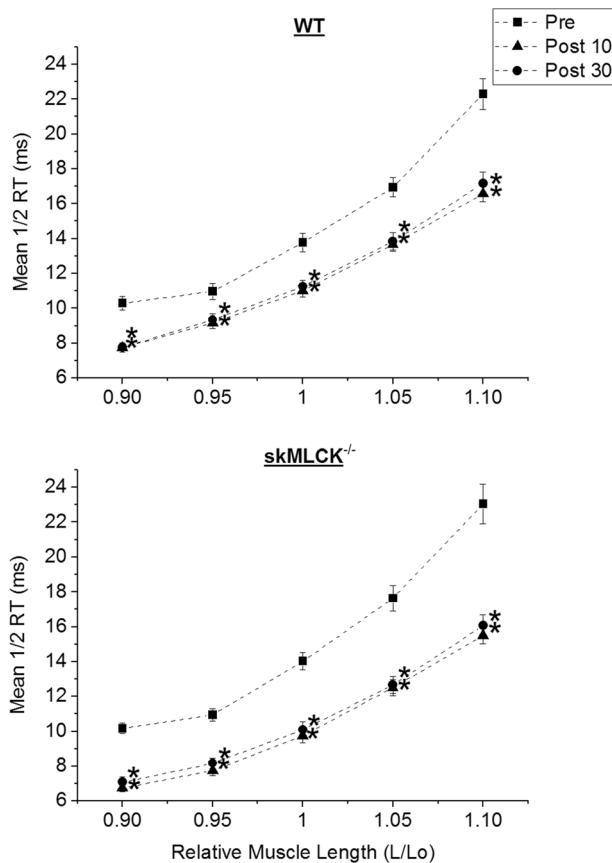 WT
Pre
Post 10
Post 30
Mean 1/2 RT (ms)
24
22
20
18
16
14
12
10
8
6
* * * * *
* * * * *
0.90 0.95 1 1.05 1.10
skMLCK-/-
Mean 1/2 RT (ms)
24
22
20
18
16
14
12
10
8
6
* * * * *
* * * * *
0.90 0.95 1 1.05 1.10
Relative Muscle Length (L/Lo)